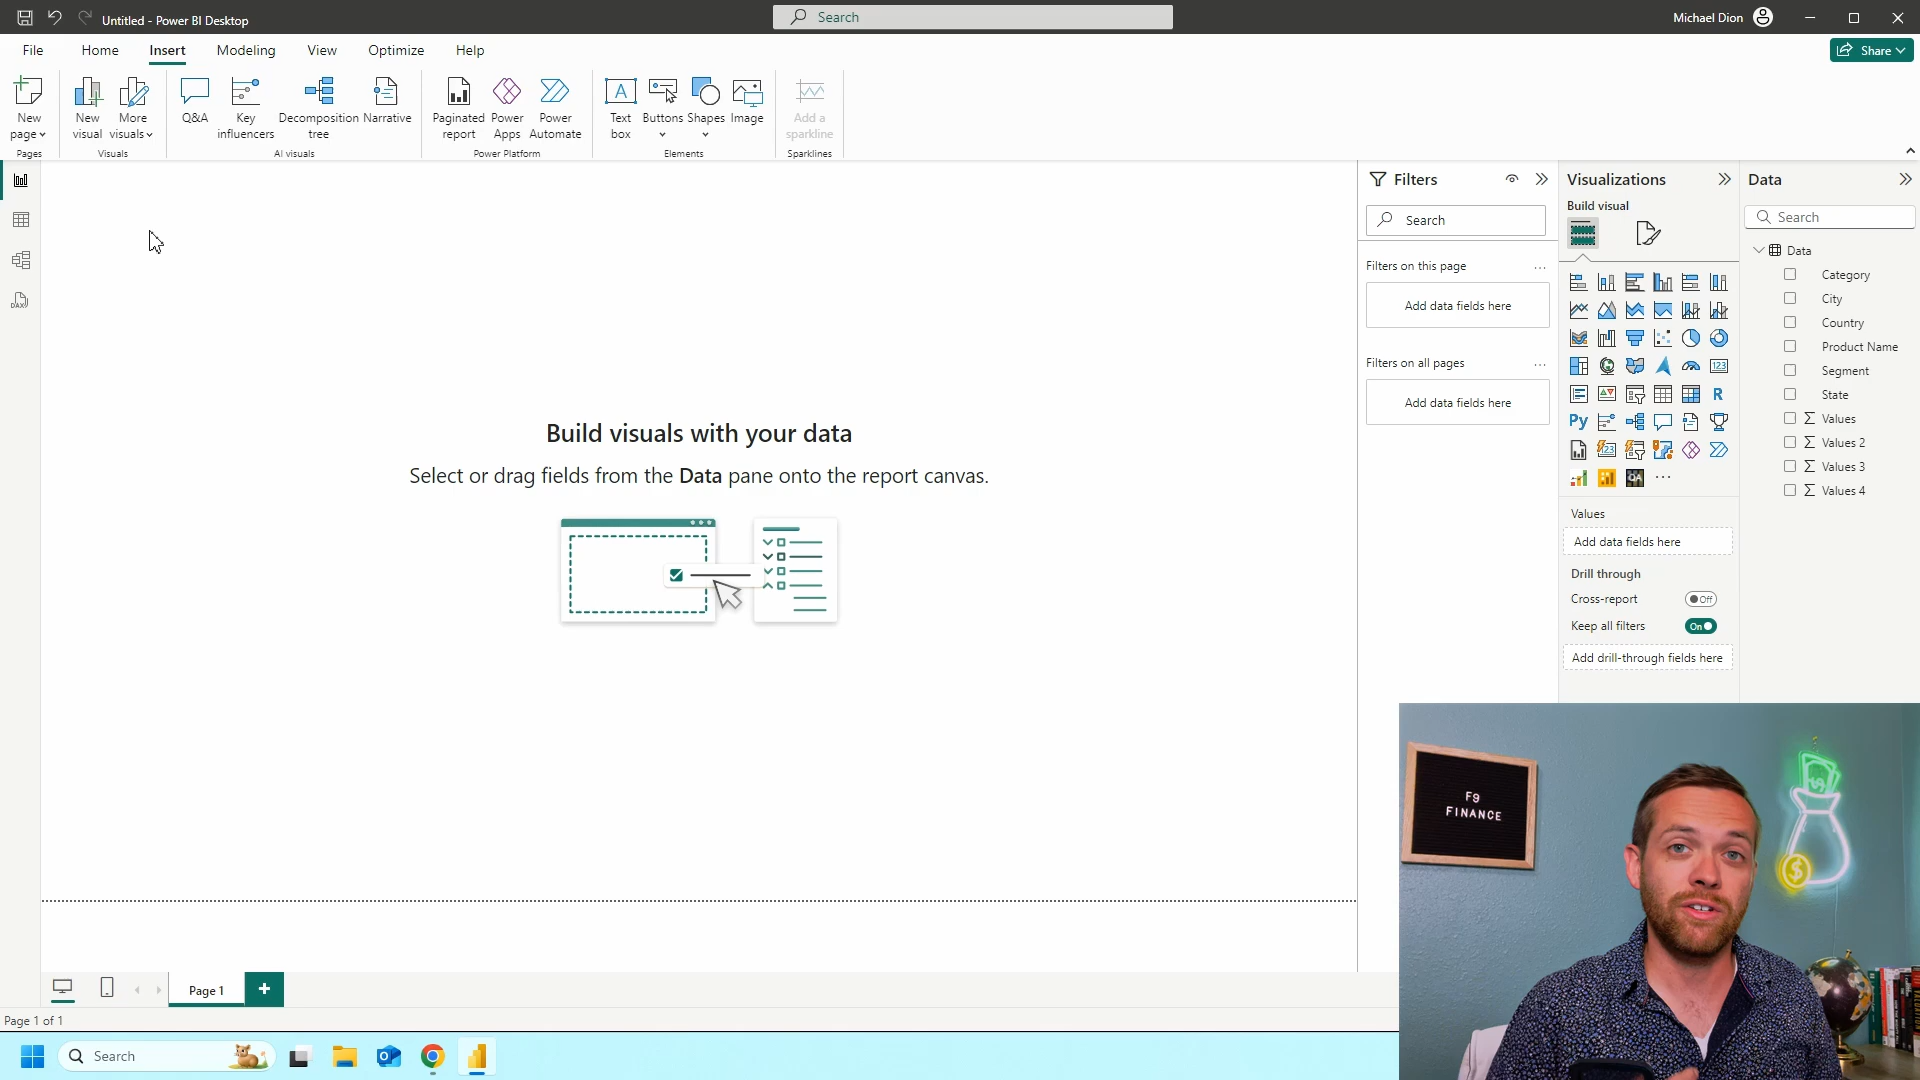 Untitled - Power BI Desktop
Search
Michael Dion
File
Home
Insert
Modeling
View
Optimize
Help
Share
New page
New visual
More visuals
Q&A
Key influencers
Decomposition tree
Narrative
Paginated report
Power Apps
Power Automate
Text box
Buttons
Shapes
Image
Add a sparkline
Pages
Visuals
AI visuals
Power Platform
Elements
Sparklines
Build visuals with your data
Select or drag fields from the Data pane onto the report canvas.
Filters
Search
Filters on this page
Add data fields here
Filters on all pages
Add data fields here
Visualizations
Build visual
123
R
Py
123
QA
Values
Add data fields here
Drill through
Cross-report
Off
Keep all filters
On
Add drill-through fields here
Data
Search
Data
Category
City
Country
Product Name
Segment
State
Values
Values 2
Values 3
Values 4
DAX
F9
FINANCE
$
Page 1
Page 1 of 1
Search